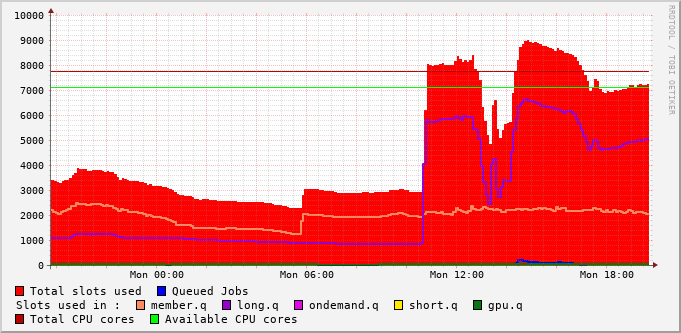 RRDTOOL / TOBI OETIKER
10000
9000
8000
7000
6000
5000
4000
3000
2000
1000
0
Mon 00:00 Mon 06:00 Mon 12:00 Mon 18:00
Total slots used Queued Jobs
Slots used in : member.q long.q ondemand.q short.q gpu.q
Total CPU cores Available CPU cores